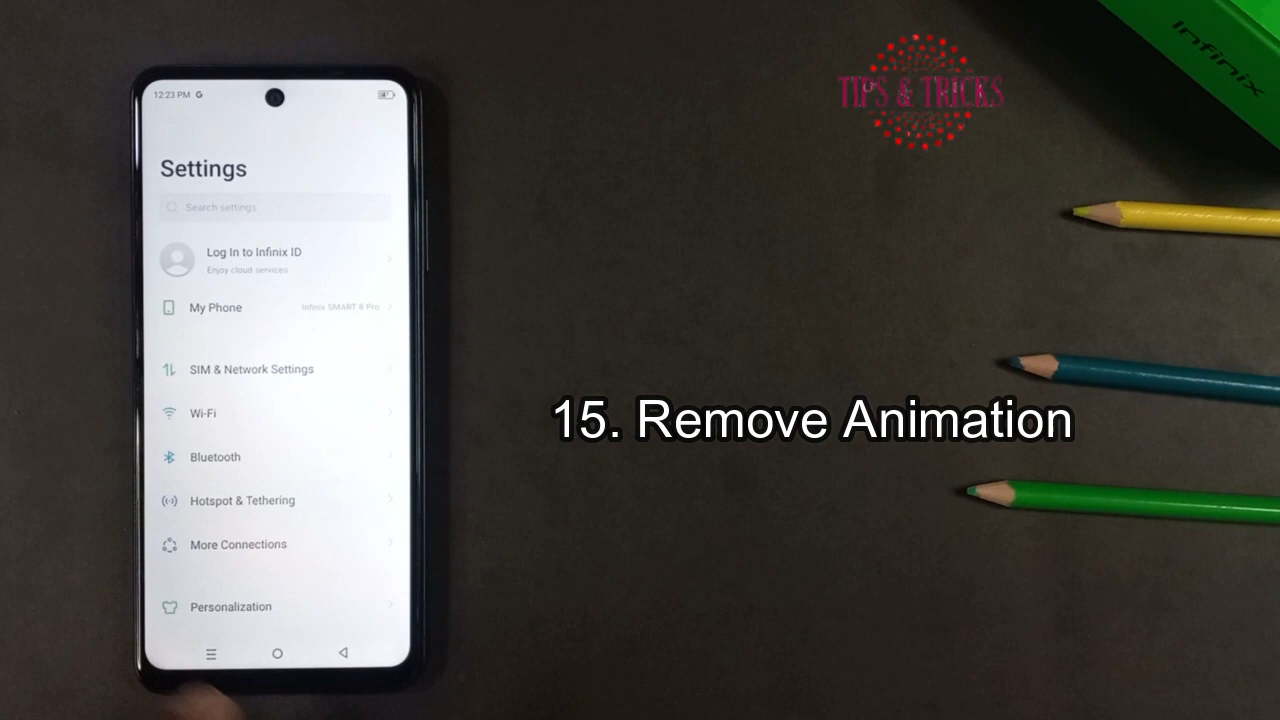 12:23 PM G
Settings
Search settings
Log In to Infinix ID
Enjoy cloud services
My Phone
Infinix SMART 8 Pro
SIM & Network Settings
Wi-Fi
Bluetooth
Hotspot & Tethering
More Connections
Personalization
TIPS & TRICKS
Infinix
15. Remove Animation